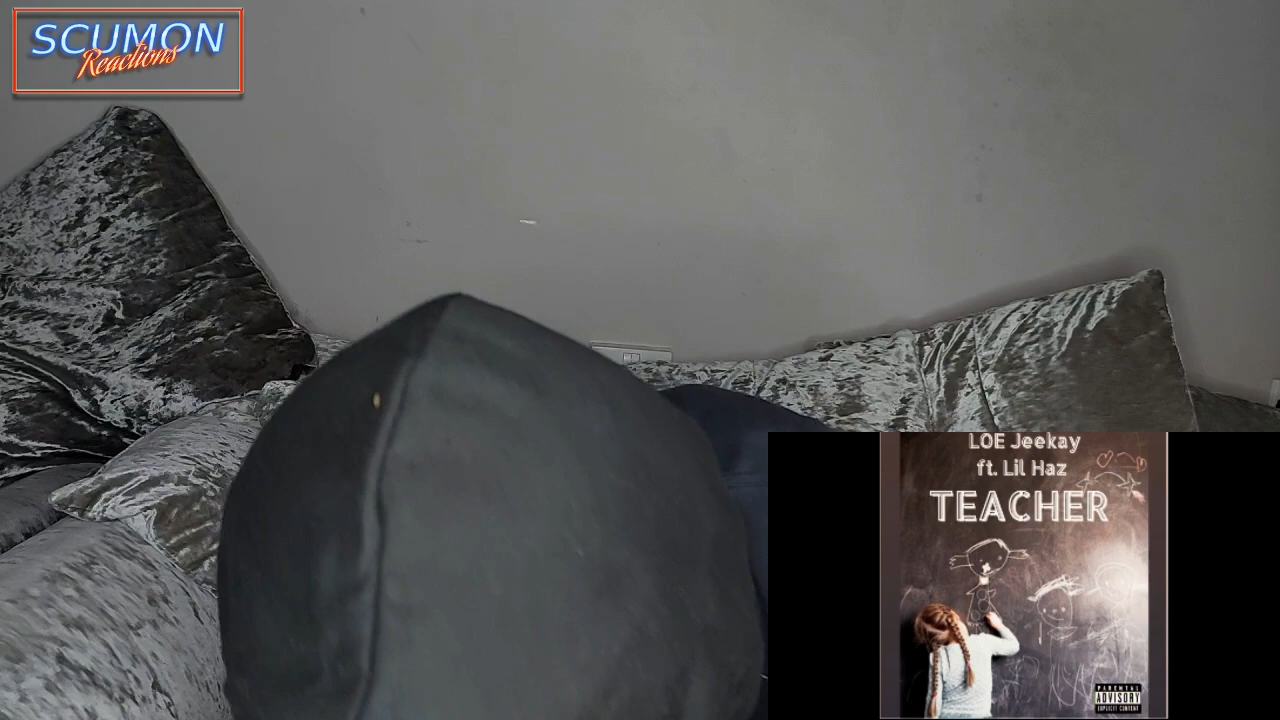 SCUMON
Reactions
LOE Jeekay
ft. Lil Haz
TEACHER
PARENTAL
ADVISORY
EXPLICIT CONTENT